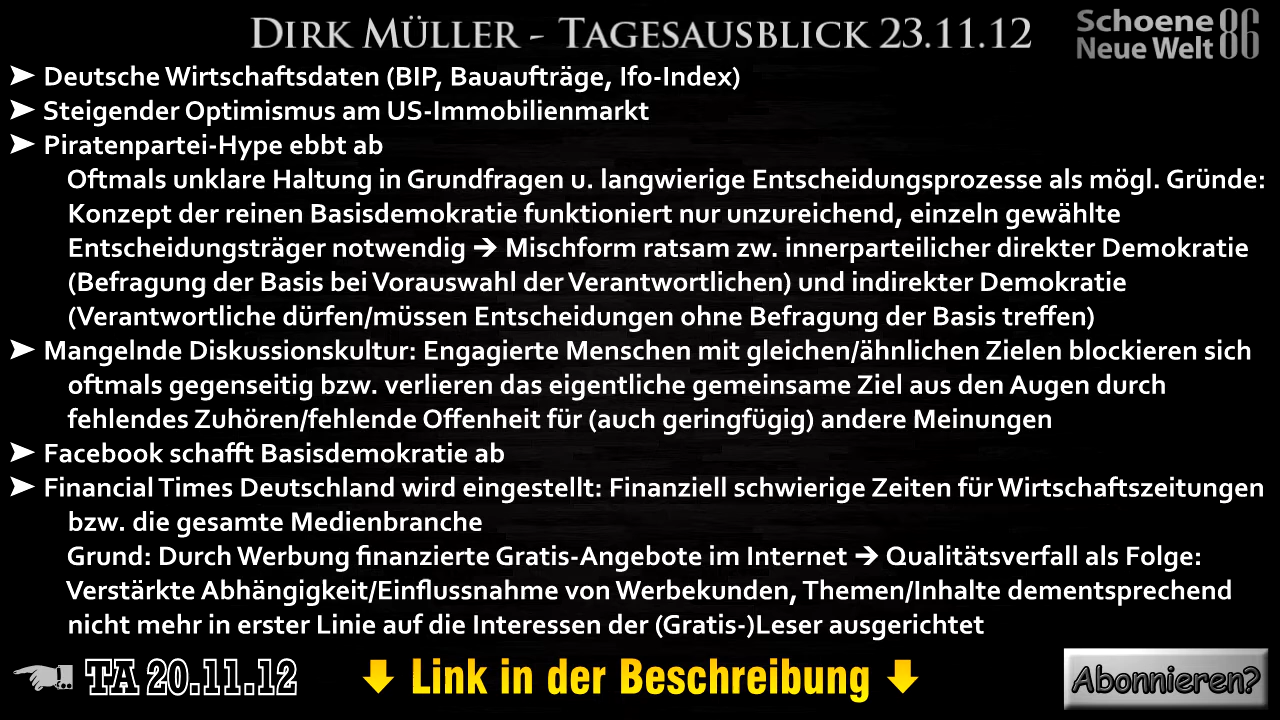 Dirk Müller - Tagesausblick 23.11.12
Schoene
Neue Welt 86
➤ Deutsche Wirtschaftsdaten (BIP, Bauaufträge, Ifo-Index)
➤ Steigender Optimismus am US-Immobilienmarkt
➤ Piratenpartei-Hype ebbt ab
Oftmals unklare Haltung in Grundfragen u. langwierige Entscheidungsprozesse als mögl. Gründe:
Konzept der reinen Basisdemokratie funktioniert nur unzureichend, einzeln gewählte
Entscheidungsträger notwendig ➔ Mischform ratsam zw. innerparteilicher direkter Demokratie
(Befragung der Basis bei Vorauswahl der Verantwortlichen) und indirekter Demokratie
(Verantwortliche dürfen/müssen Entscheidungen ohne Befragung der Basis treffen)
➤ Mangelnde Diskussionskultur: Engagierte Menschen mit gleichen/ähnlichen Zielen blockieren sich
oftmals gegenseitig bzw. verlieren das eigentliche gemeinsame Ziel aus den Augen durch
fehlendes Zuhören/fehlende Offenheit für (auch geringfügig) andere Meinungen
➤ Facebook schafft Basisdemokratie ab
➤ Financial Times Deutschland wird eingestellt: Finanziell schwierige Zeiten für Wirtschaftszeitungen
bzw. die gesamte Medienbranche
Grund: Durch Werbung finanzierte Gratis-Angebote im Internet ➔ Qualitätsverfall als Folge:
Verstärkte Abhängigkeit/Einflussnahme von Werbekunden, Themen/Inhalte dementsprechend
nicht mehr in erster Linie auf die Interessen der (Gratis-)Leser ausgerichtet
TA 20.11.12
Link in der Beschreibung
Abonnieren?